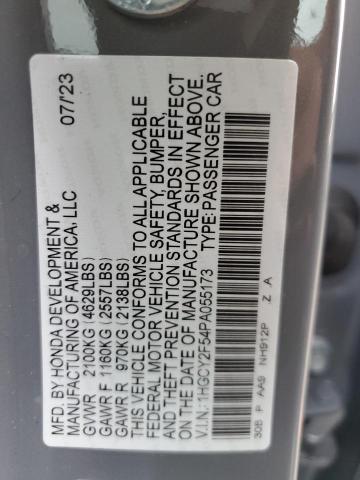 MFD. BY HONDA DEVELOPMENT &
MANUFACTURING OF AMERICA, LLC 07/'23
GVWR 2100KG (4629LBS)
GAWR F 1160KG (2557LBS)
GAWR R 970KG (2138LBS)
THIS VEHICLE CONFORMS TO ALL APPLICABLE
FEDERAL MOTOR VEHICLE SAFETY, BUMPER,
AND THEFT PREVENTION STANDARDS IN EFFECT
ON THE DATE OF MANUFACTURE SHOWN ABOVE.
V.I.N.: 1HGCY2F54PA055173 TYPE: PASSENGER CAR
30B P AA9 NH912P Z A